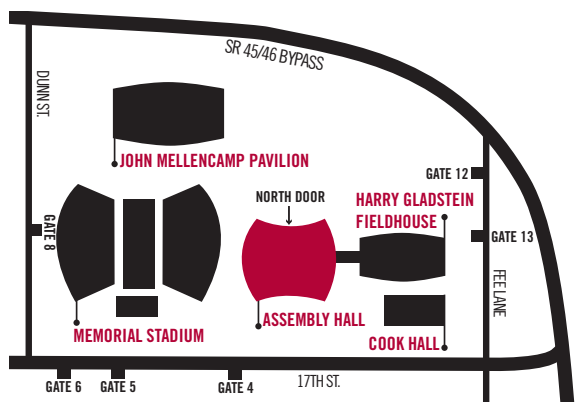 SR 45/46 BYPASS
DUNN ST.
JOHN MELLENCAMP PAVILION
GATE 12
NORTH DOOR
HARRY GLADSTEIN
FIELDHOUSE
GATE 8
GATE 13
FEE LANE
MEMORIAL STADIUM
ASSEMBLY HALL
COOK HALL
GATE 6
GATE 5
GATE 4
17TH ST.